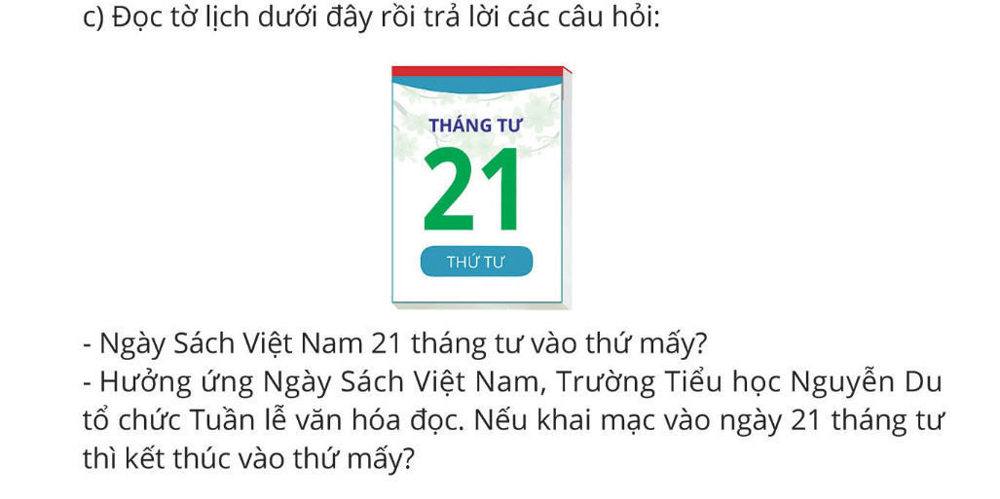 c) Đọc tờ lịch dưới đây rồi trả lời các câu hỏi:
THÁNG TƯ
21
THỨ TƯ
- Ngày Sách Việt Nam 21 tháng tư vào thứ mấy?
- Hưởng ứng Ngày Sách Việt Nam, Trường Tiểu học Nguyễn Du
tổ chức Tuần lễ văn hóa đọc. Nếu khai mạc vào ngày 21 tháng tư
thì kết thúc vào thứ mấy?